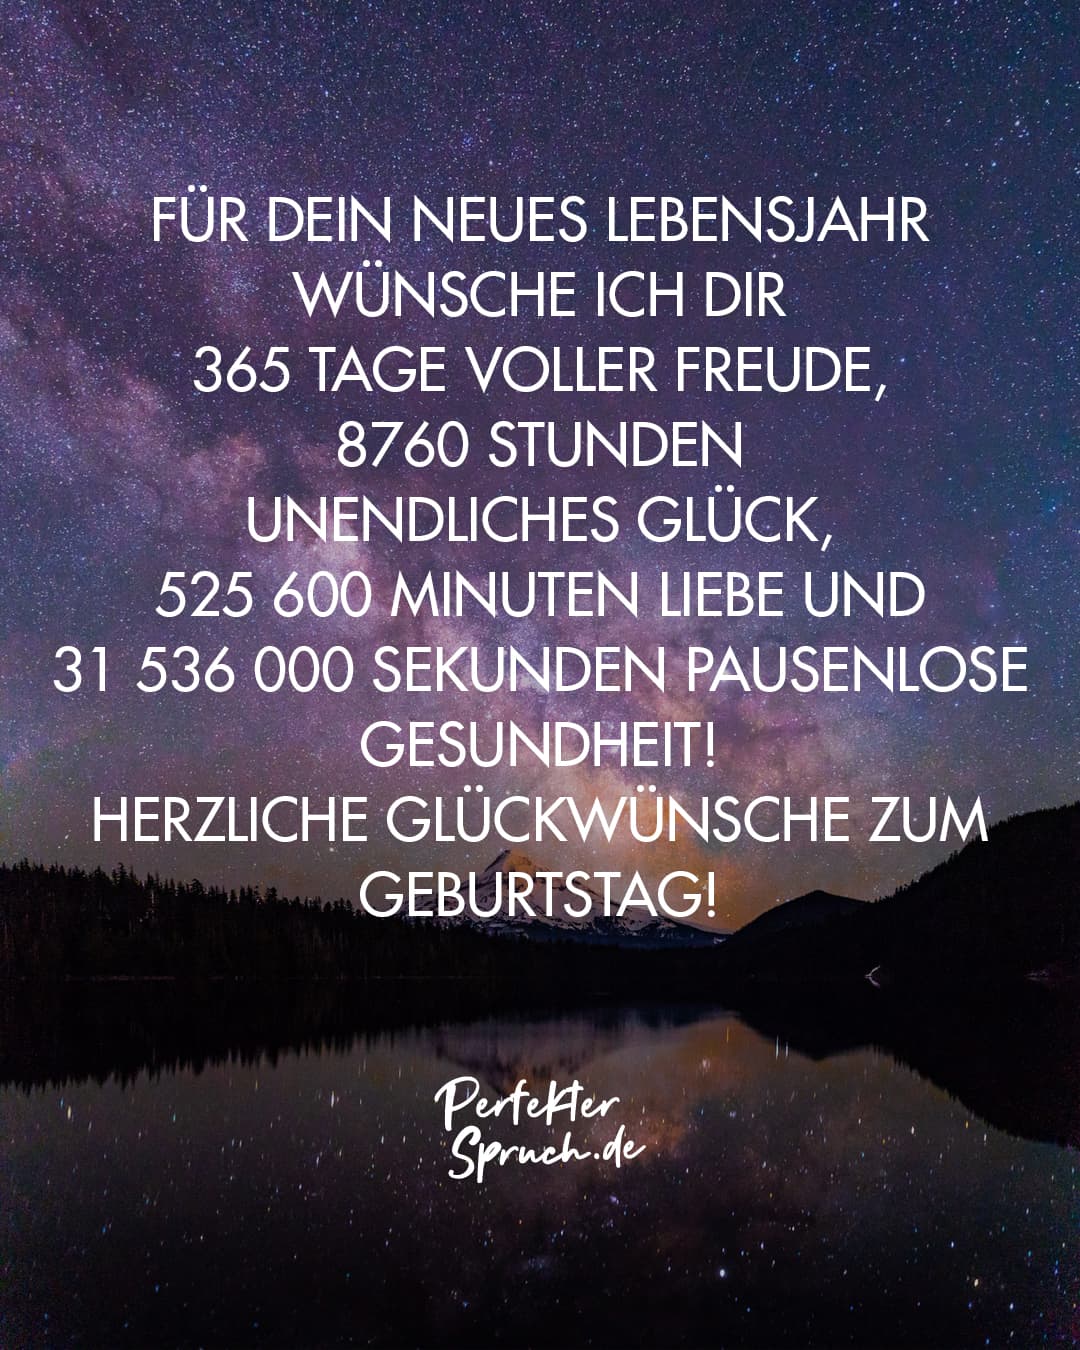 FÜR DEIN NEUES LEBENSJAHR
WÜNSCHE ICH DIR
365 TAGE VOLLER FREUDE,
8760 STUNDEN
UNENDLICHES GLÜCK,
525 600 MINUTEN LIEBE UND
31 536 000 SEKUNDEN PAUSENLOSE
GESUNDHEIT!
HERZLICHE GLÜCKWÜNSCHE ZUM
GEBURTSTAG!
Perfekter
Spruch.de